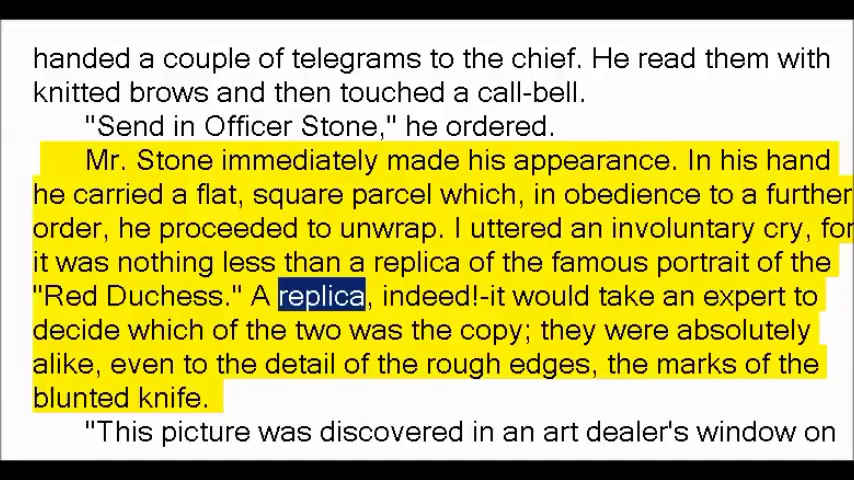 handed a couple of telegrams to the chief. He read them with
knitted brows and then touched a call-bell.
"Send in Officer Stone," he ordered.
Mr. Stone immediately made his appearance. In his hand
he carried a flat, square parcel which, in obedience to a further
order, he proceeded to unwrap. I uttered an involuntary cry, for
it was nothing less than a replica of the famous portrait of the
"Red Duchess." A replica, indeed!-it would take an expert to
decide which of the two was the copy; they were absolutely
alike, even to the detail of the rough edges, the marks of the
blunted knife.
"This picture was discovered in an art dealer's window on